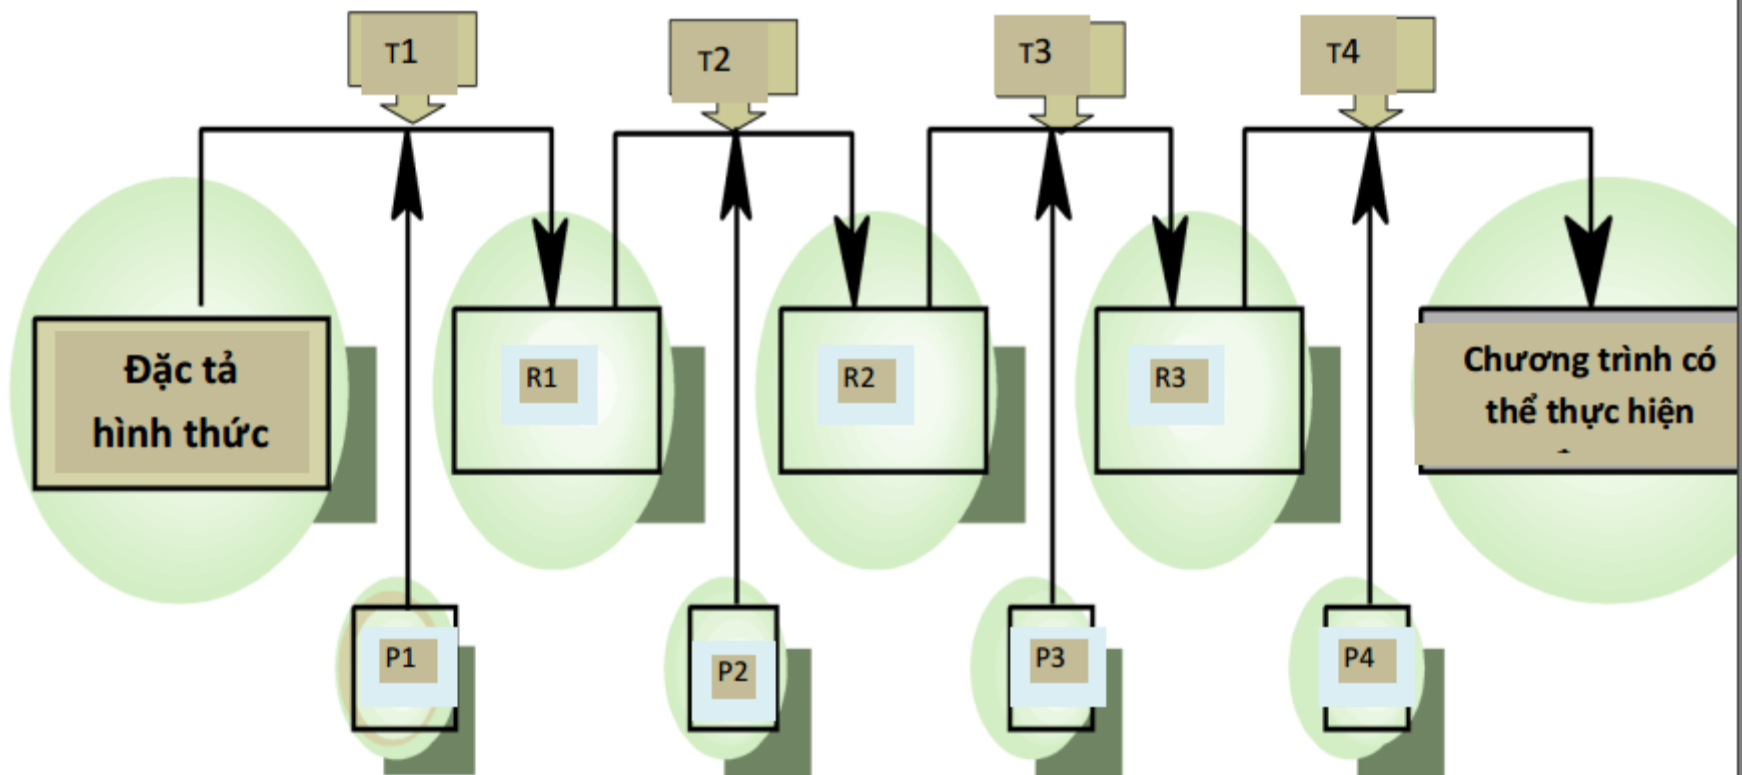 T1
T2
T3
T4
Đặc tả
hình thức
R1
R2
R3
Chương trình có
thể thực hiện
P1
P2
P3
P4